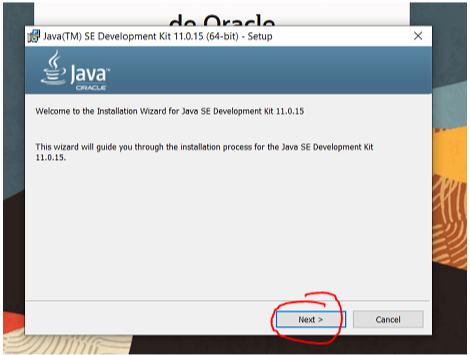 de Oracle
Java(TM) SE Development Kit 11.0.15 (64-bit) - Setup
Java™
ORACLE
Welcome to the Installation Wizard for Java SE Development Kit 11.0.15
This wizard will guide you through the installation process for the Java SE Development Kit
11.0.15.
Next >
Cancel